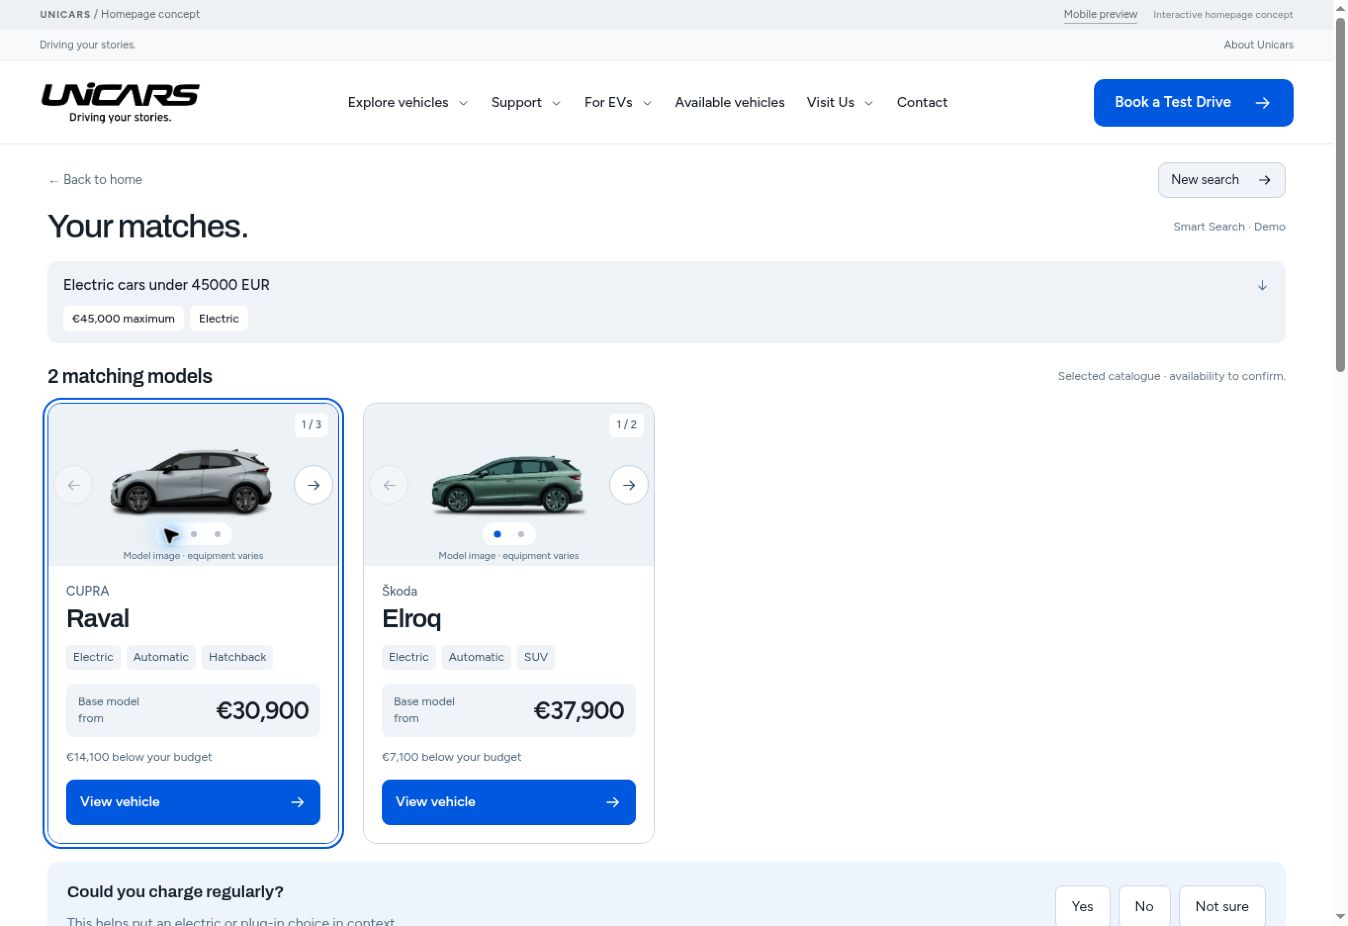 UNICARS / Homepage concept
Mobile preview
Interactive homepage concept
Driving your stories.
About Unicars
UNiCARS
Driving your stories.
Explore vehicles
Support
For EVs
Available vehicles
Visit Us
Contact
Book a Test Drive →
← Back to home
New search →
Your matches.
Smart Search · Demo
Electric cars under 45000 EUR
↓
€45,000 maximum
Electric
2 matching models
Selected catalogue · availability to confirm.
1 / 3
←
→
Model image · equipment varies
CUPRA
Raval
Electric
Automatic
Hatchback
Base model
from
€30,900
€14,100 below your budget
View vehicle →
1 / 2
←
→
Model image · equipment varies
Škoda
Elroq
Electric
Automatic
SUV
Base model
from
€37,900
€7,100 below your budget
View vehicle →
Could you charge regularly?
This helps put an electric or plug-in choice in context.
Yes
No
Not sure